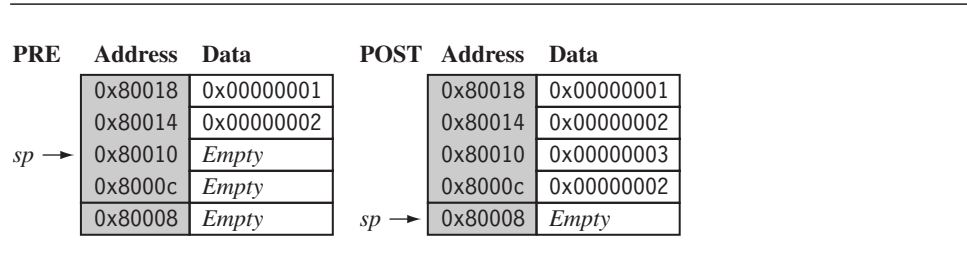 PRE Address Data POST Address Data
0x80018 0x00000001 0x80018 0x00000001
0x80014 0x00000002 0x80014 0x00000002
sp 0x80010 Empty 0x80010 0x00000003
0x8000c Empty 0x8000c 0x00000002
0x80008 Empty sp 0x80008 Empty